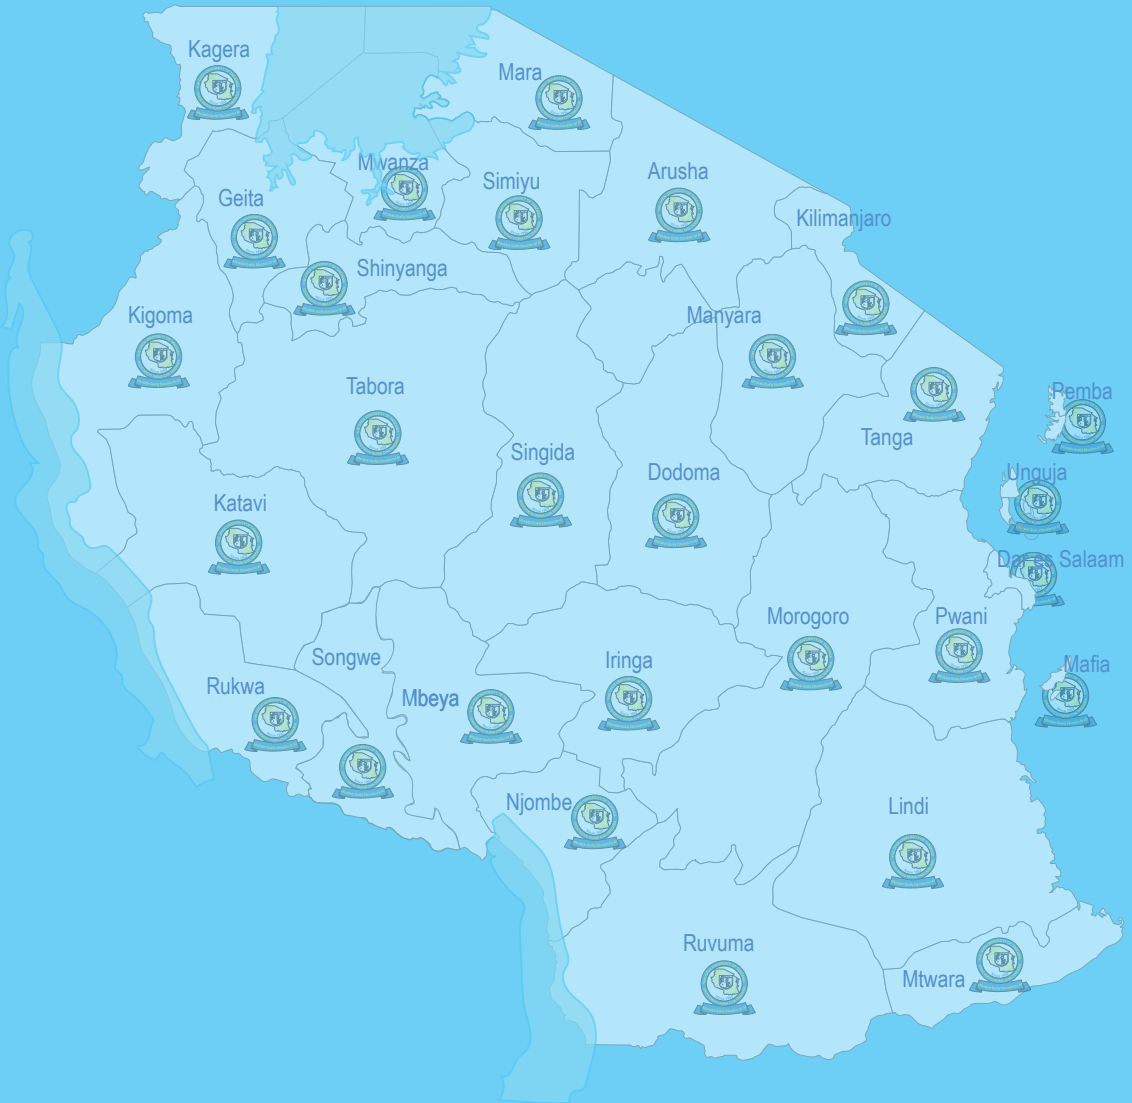 Kagera
Mara
Mwanza
Arusha
Simiyu
Geita
Kilimanjaro
Shinyanga
Kigoma
Manyara
Tabora
Pemba
Tanga
Singida
Dodoma
Unguja
Katavi
Dar es Salaam
Morogoro
Pwani
Songwe
Iringa
Mafia
Rukwa
Mbeya
Njombe
Lindi
Ruvuma
Mtwara